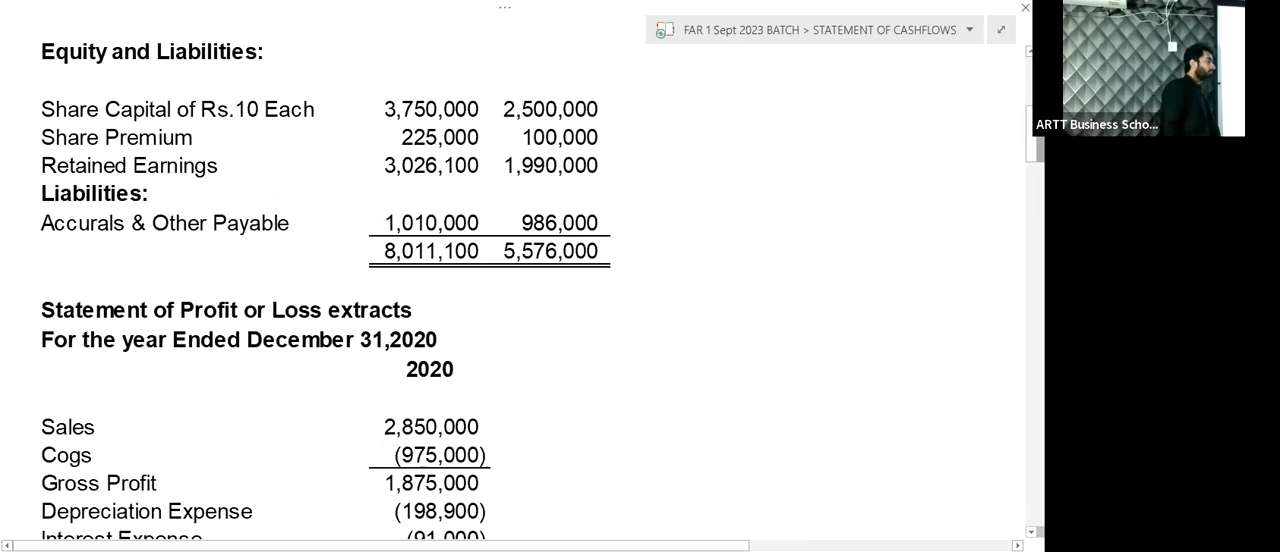 ...
FAR 1 Sept 2023 BATCH > STATEMENT OF CASHFLOWS
Equity and Liabilities:
Share Capital of Rs.10 Each 3,750,000 2,500,000
Share Premium 225,000 100,000
Retained Earnings 3,026,100 1,990,000
Liabilities:
Accurals & Other Payable 1,010,000 986,000
8,011,100 5,576,000
Statement of Profit or Loss extracts
For the year Ended December 31,2020
2020
Sales 2,850,000
Cogs (975,000)
Gross Profit 1,875,000
Depreciation Expense (198,900)
Interest Expense (91,000)
ARTT Business Scho...